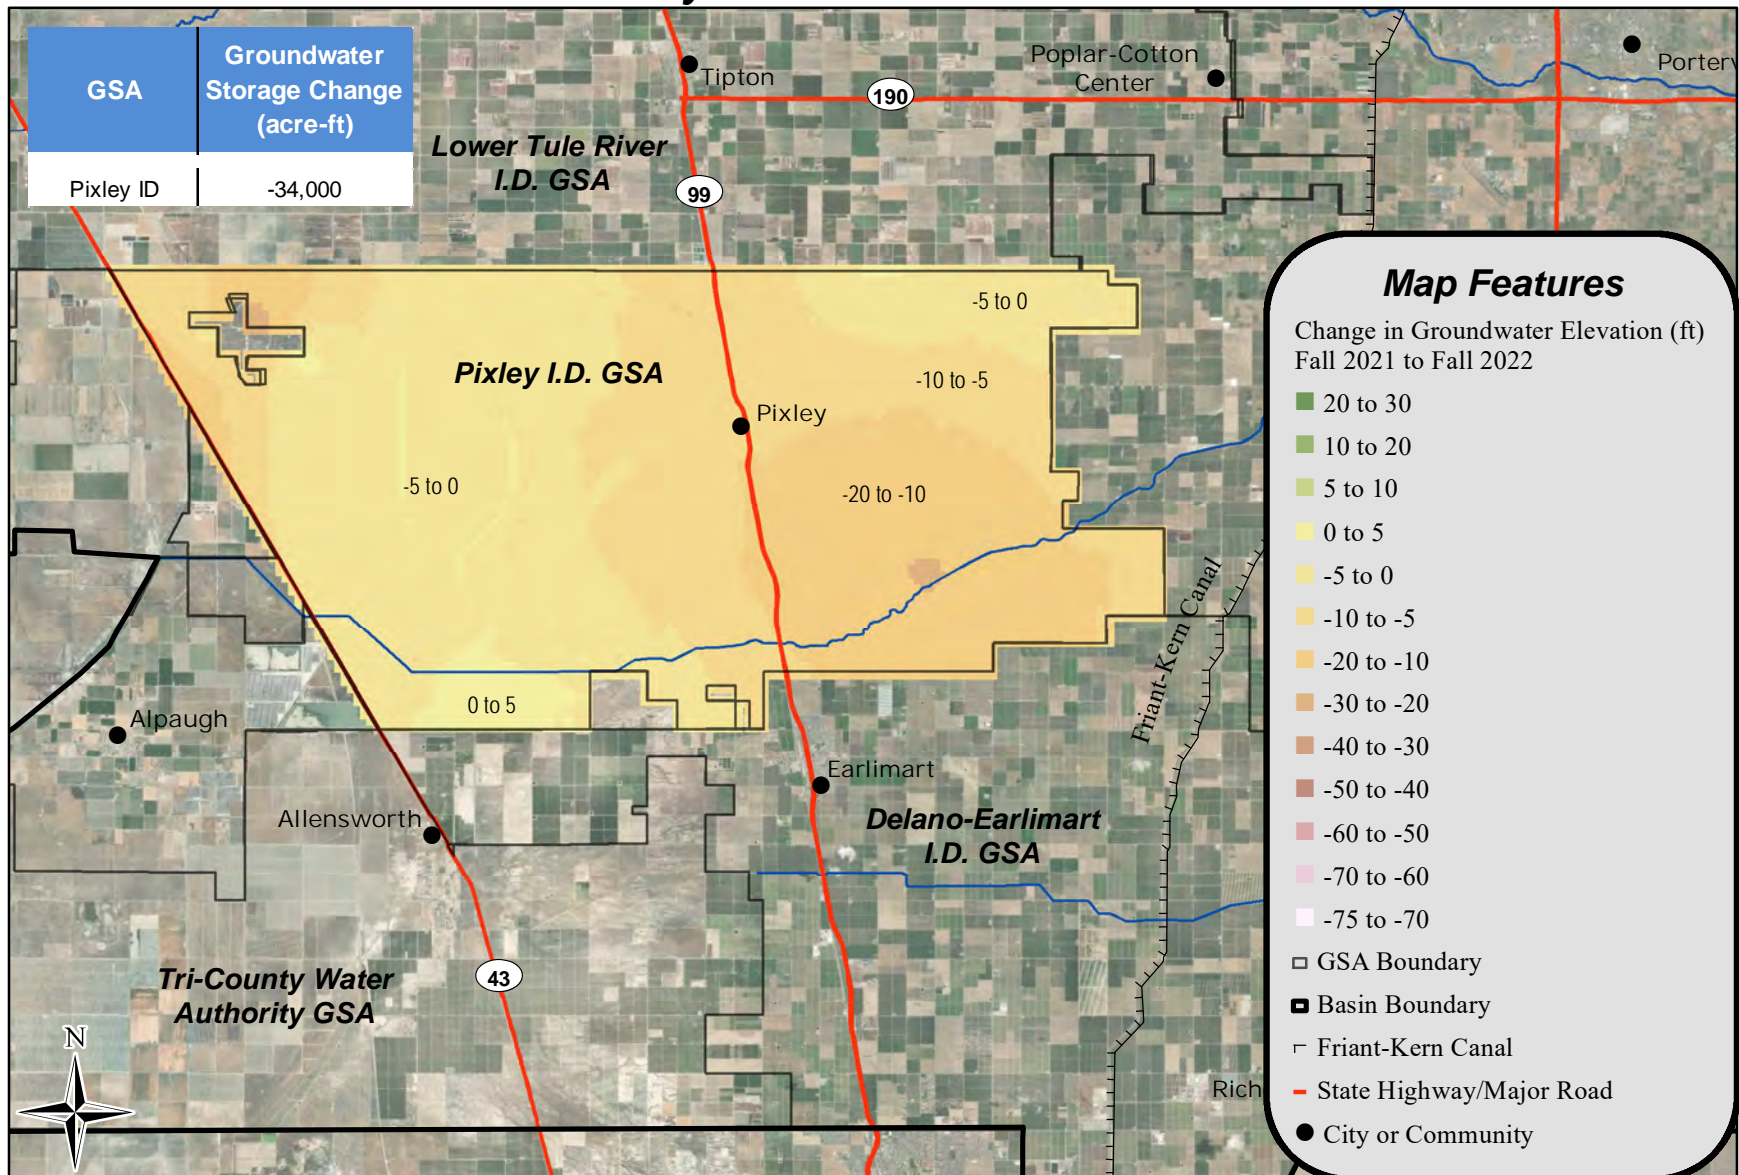 GSA
Groundwater
Storage Change
(acre-ft)
Pixley ID
-34,000
Tipton
Poplar-Cotton
Center
190
Lower Tule River
I.D. GSA
99
-5 to 0
Pixley I.D. GSA
-10 to -5
Pixley
-5 to 0
-20 to -10
Friant-Kern Canal
0 to 5
Alpaugh
Earlimart
Allensworth
Delano-Earlimart
I.D. GSA
Tri-County Water
Authority GSA
43
N
Rich
Porterv
Map Features
Change in Groundwater Elevation (ft)
Fall 2021 to Fall 2022
20 to 30
10 to 20
5 to 10
0 to 5
-5 to 0
-10 to -5
-20 to -10
-30 to -20
-40 to -30
-50 to -40
-60 to -50
-70 to -60
-75 to -70
GSA Boundary
Basin Boundary
Friant-Kern Canal
State Highway/Major Road
City or Community